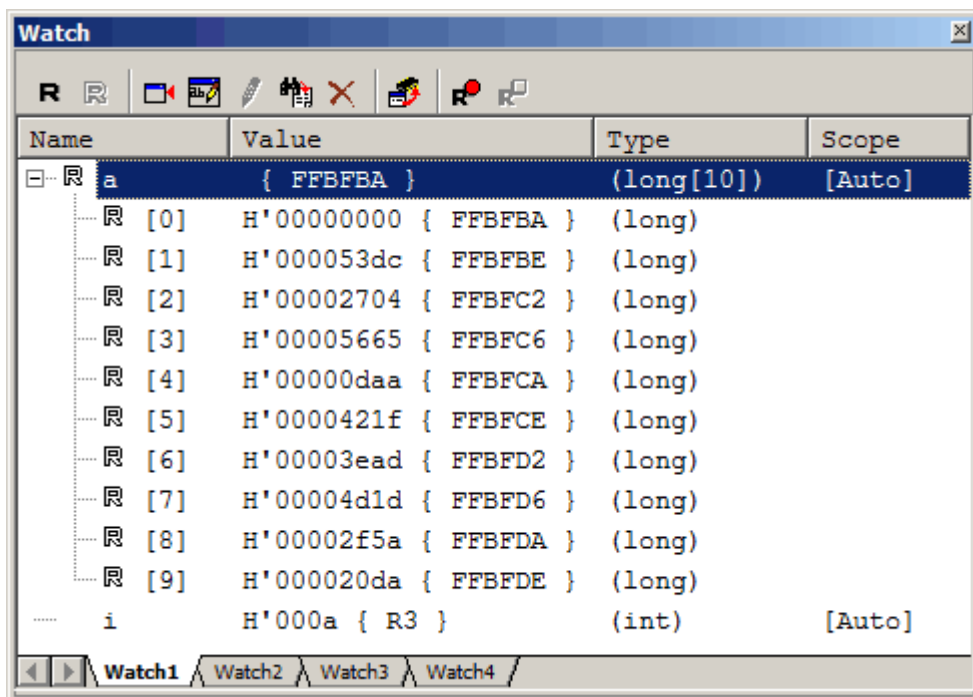 Watch
R R R R
Name Value Type Scope
R a { FFBFBA } (long[10]) [Auto]
R [0] H'00000000 { FFBFBA } (long)
R [1] H'000053dc { FFBFBE } (long)
R [2] H'00002704 { FFBFC2 } (long)
R [3] H'00005665 { FFBFC6 } (long)
R [4] H'00000daa { FFBFCA } (long)
R [5] H'0000421f { FFBFCE } (long)
R [6] H'00003ead { FFBFD2 } (long)
R [7] H'00004d1d { FFBFD6 } (long)
R [8] H'00002f5a { FFBFDA } (long)
R [9] H'000020da { FFBFDE } (long)
i H'000a { R3 } (int) [Auto]
Watch1 Watch2 Watch3 Watch4